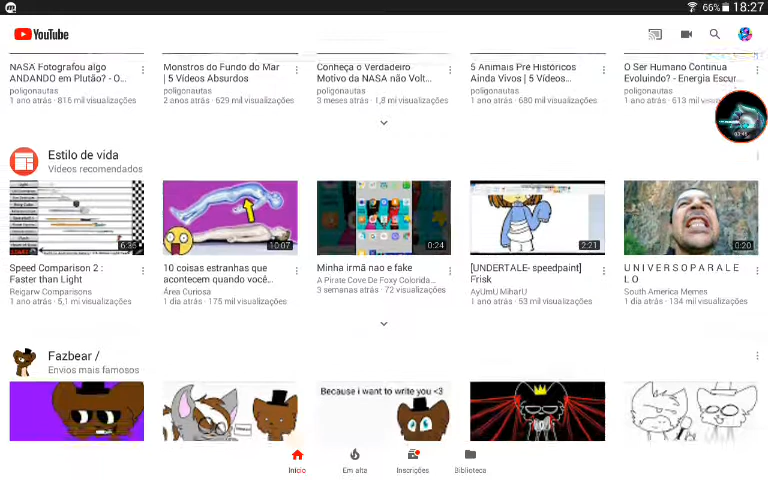 66% 18:27
YouTube
NASA Fotografou algo
ANDANDO em Plutão? - O...
poligonautas
1 ano atrás · 816 mil visualizações
Monstros do Fundo do Mar
| 5 Vídeos Absurdos
poligonautas
2 anos atrás · 629 mil visualizações
Conheça o Verdadeiro
Motivo da NASA não Volt...
poligonautas
3 meses atrás · 1,8 mi visualizações
5 Animais Pré Históricos
Ainda Vivos | 5 Vídeos...
poligonautas
1 ano atrás · 680 mil visualizações
O Ser Humano Continua
Evoluindo? - Energia Escur...
poligonautas
1 ano atrás · 613 mil visualizações
Estilo de vida
Vídeos recomendados
6:36
10:07
0:24
2:21
0:20
Speed Comparison 2 :
Faster than Light
Reigarw Comparisons
1 ano atrás · 5,1 mi visualizações
10 coisas estranhas que
acontecem quando você...
Área Curiosa
1 dia atrás · 175 mil visualizações
Minha irmã nao e fake
A Pirate Cove De Foxy Colorida...
3 semanas atrás · 72 visualizações
[UNDERTALE- speedpaint]
Frisk
AyUmU MiharU
1 ano atrás · 53 mil visualizações
U N I V E R S O P A R A L E
L O
South America Memes
1 dia atrás · 134 mil visualizações
Fazbear /
Envios mais famosos
Because i want to write you <3
Início
Em alta
Inscrições
Biblioteca